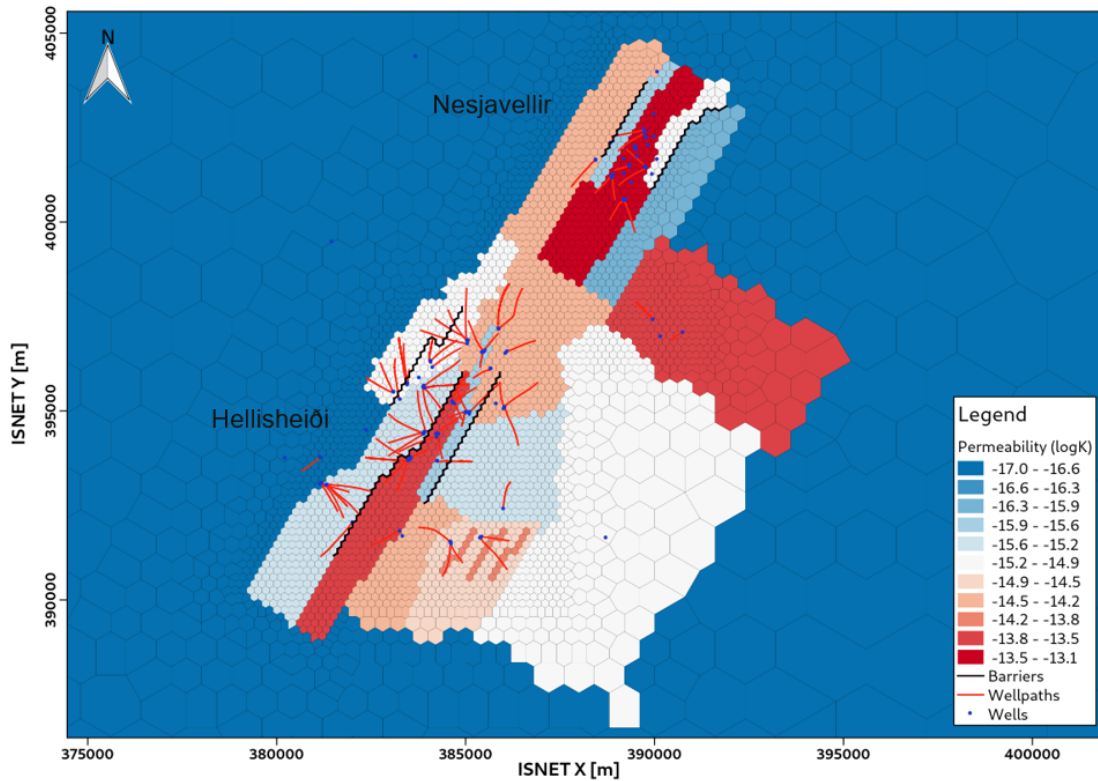 N
Nesjavellir
Hellisheiði
405000
400000
395000
390000
ISNET Y [m]
375000
380000
385000
390000
395000
400000
ISNET X [m]
Legend
Permeability (logK)
-17.0 - -16.6
-16.6 - -16.3
-16.3 - -15.9
-15.9 - -15.6
-15.6 - -15.2
-15.2 - -14.9
-14.9 - -14.5
-14.5 - -14.2
-14.2 - -13.8
-13.8 - -13.5
-13.5 - -13.1
Barriers
Wellpaths
Wells